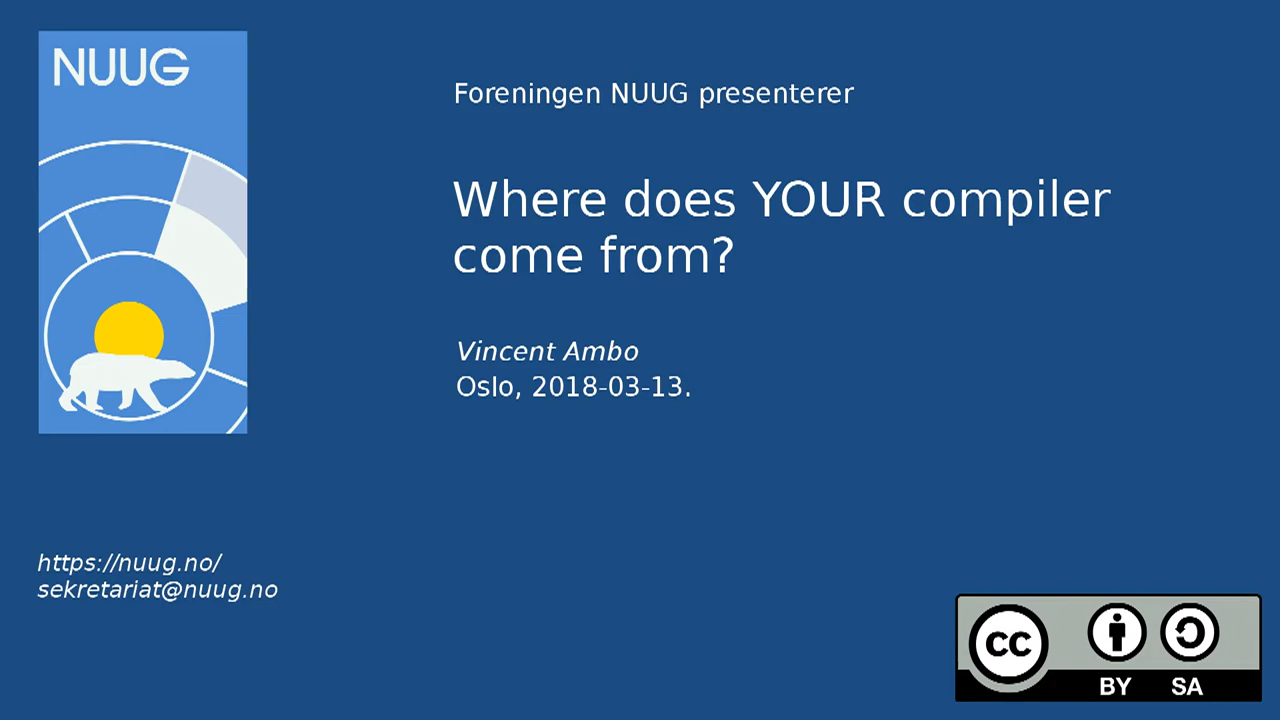 NUUG
Foreningen NUUG presenterer
Where does YOUR compiler
come from?
Vincent Ambo
Oslo, 2018-03-13.
https://nuug.no/
sekretariat@nuug.no
cc
BY SA